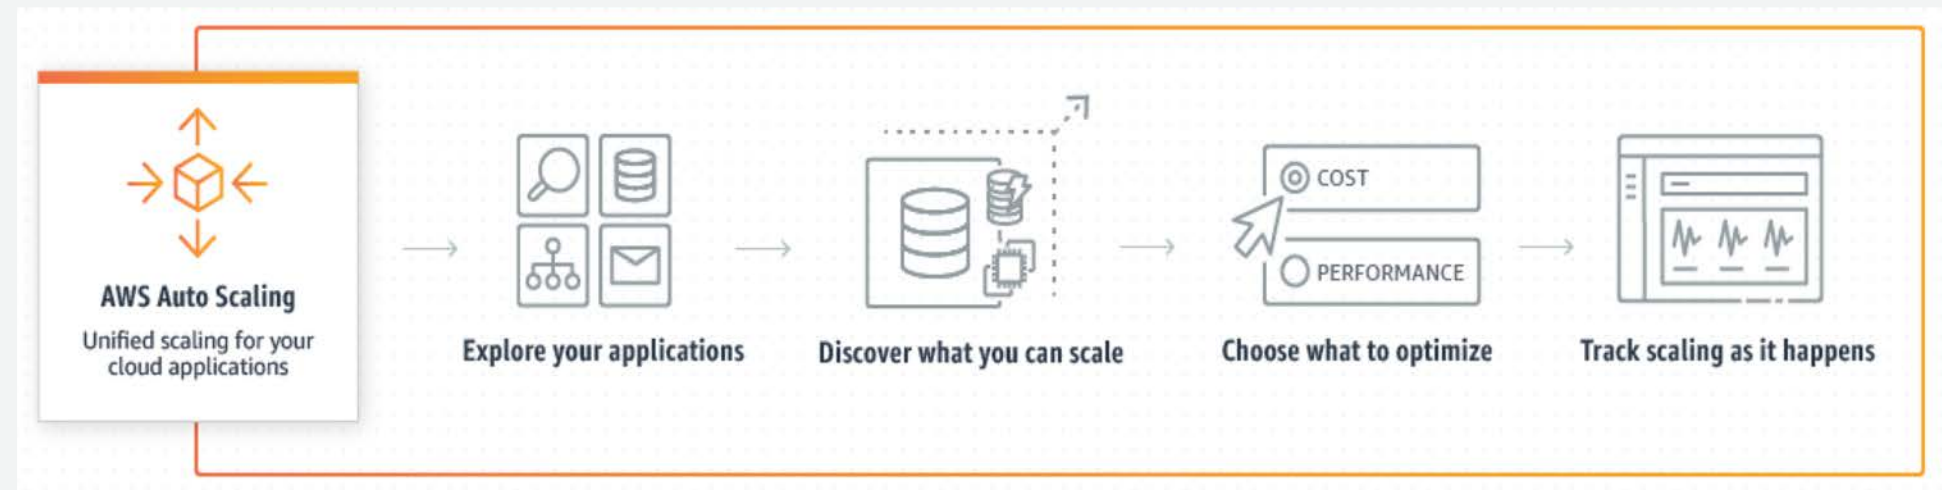 AWS Auto Scaling
Unified scaling for your
cloud applications
Explore your applications
Discover what you can scale
COST
PERFORMANCE
Choose what to optimize
Track scaling as it happens